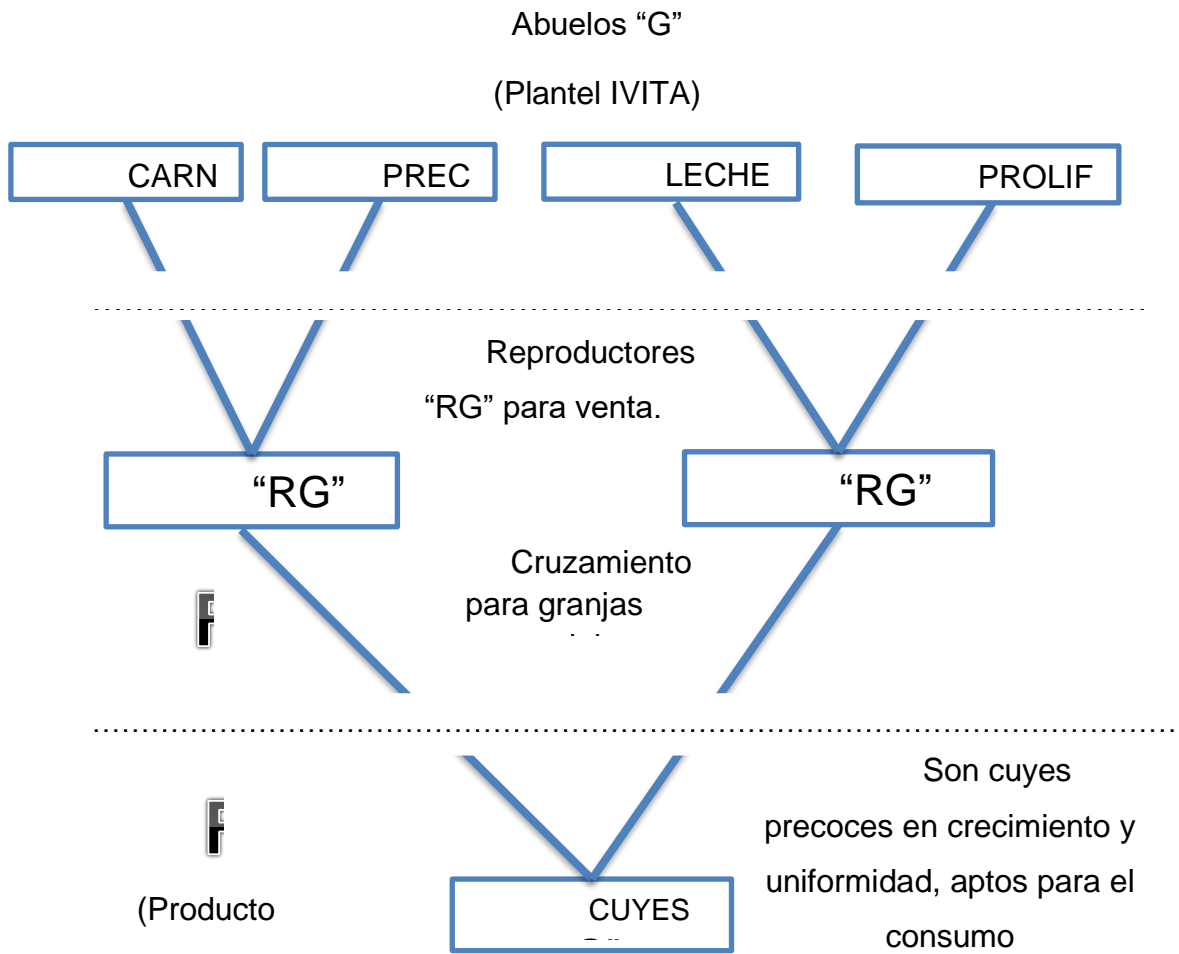 Abuelos “G”
(Plantel IVITA)
CARN
PREC
LECHE
PROLIF
Reproductores
“RG” para venta.
“RG”
“RG”
Cruzamiento
para granjas
Son cuyes
precoces en crecimiento y
uniformidad, aptos para el
consumo
(Producto
CUYES